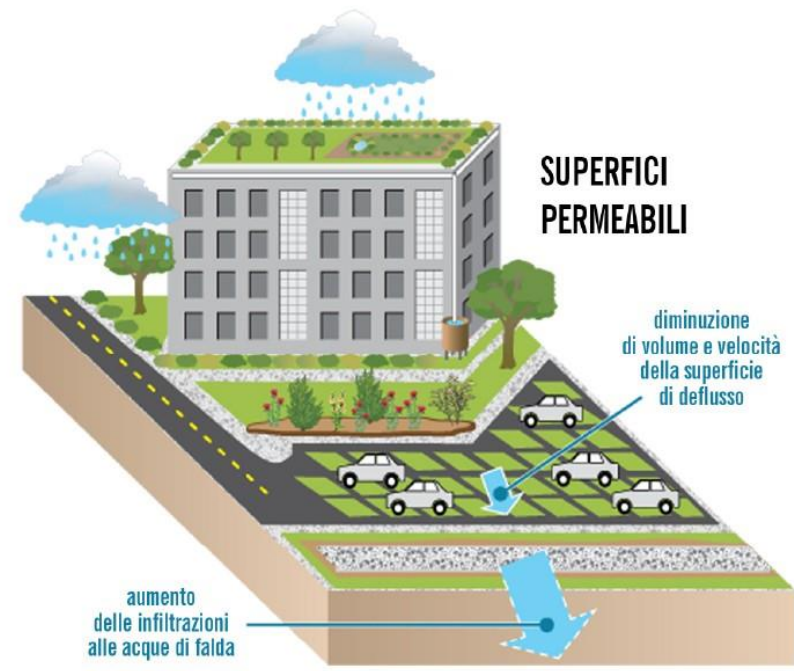 SUPERFICI
PERMEABILI
diminuzione
di volume e velocità
della superficie
di deflusso
aumento
delle infiltrazioni
alle acque di falda